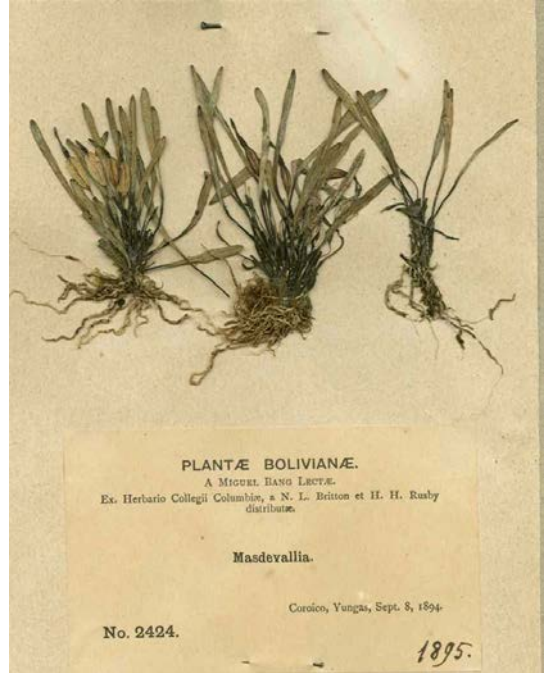 PLANTÆ BOLIVIANÆ.
A MIGUEL BANG LECTÆ.
Ex. Herbario Collegii Columbiæ, a N. L. Britton et H. H. Rusby
distributæ.
Masdevallia.
Coroico, Yungas, Sept. 8, 1894.
No. 2424.
1895.